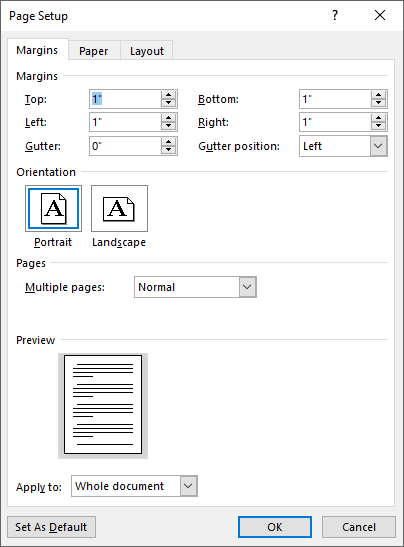 Page Setup ? ×
Margins Paper Layout
Margins
Top: 1" Bottom: 1"
Left: 1" Right: 1"
Gutter: 0" Gutter position: Left
Orientation
A A
Portrait Landscape
Pages
Multiple pages: Normal
Preview
Apply to: Whole document
Set As Default OK Cancel